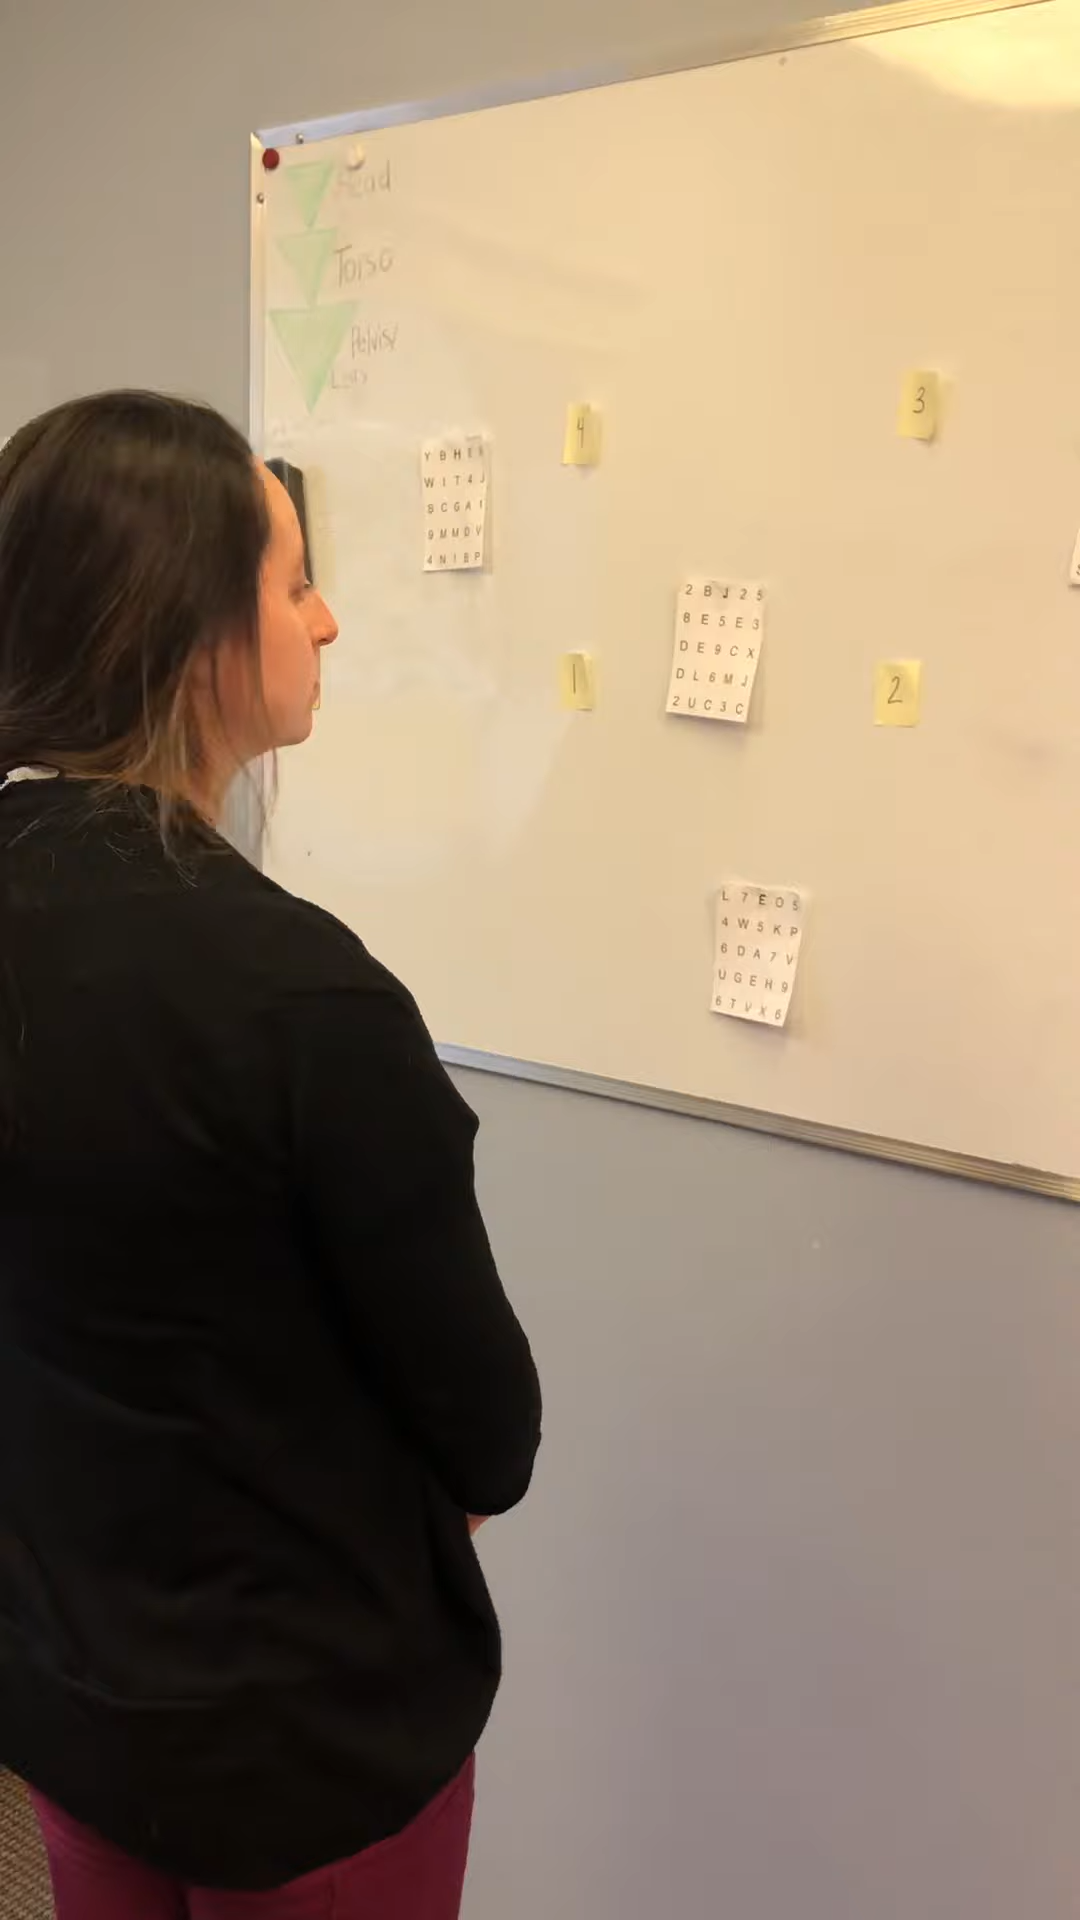 Head
Torso
Pelvis/
Legs
4
3
Y B H E
W I T 4 J
8 C G A 1
9 M M D V
4 N I B P
2 B J 2 5
8 E 5 E 3
D E 9 C X
D L 6 M J
2 U C 3 C
1
2
L 7 E O 5
4 W 5 K P
6 D A 7 V
U G E H 9
6 T V X 6